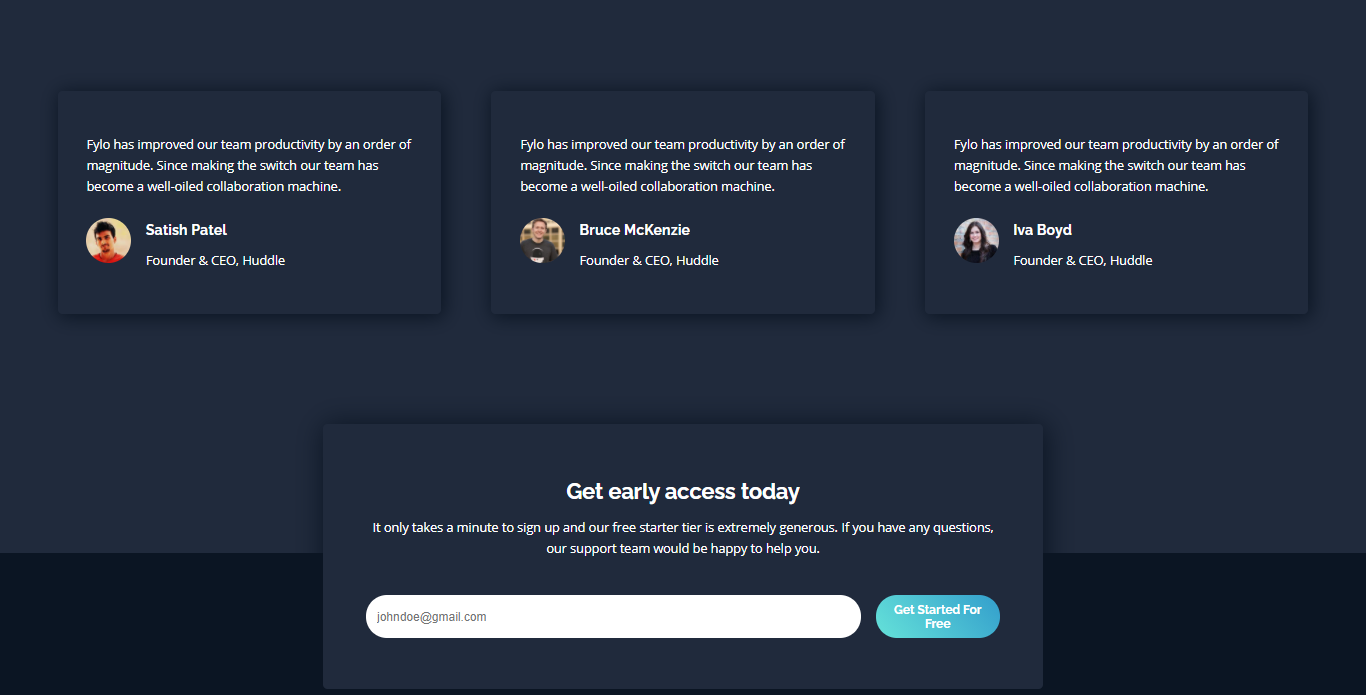 Fylo has improved our team productivity by an order of
magnitude. Since making the switch our team has
become a well-oiled collaboration machine.
Satish Patel
Founder & CEO, Huddle
Fylo has improved our team productivity by an order of
magnitude. Since making the switch our team has
become a well-oiled collaboration machine.
Bruce McKenzie
Founder & CEO, Huddle
Fylo has improved our team productivity by an order of
magnitude. Since making the switch our team has
become a well-oiled collaboration machine.
Iva Boyd
Founder & CEO, Huddle
Get early access today
It only takes a minute to sign up and our free starter tier is extremely generous. If you have any questions,
our support team would be happy to help you.
johndoe@gmail.com
Get Started For
Free